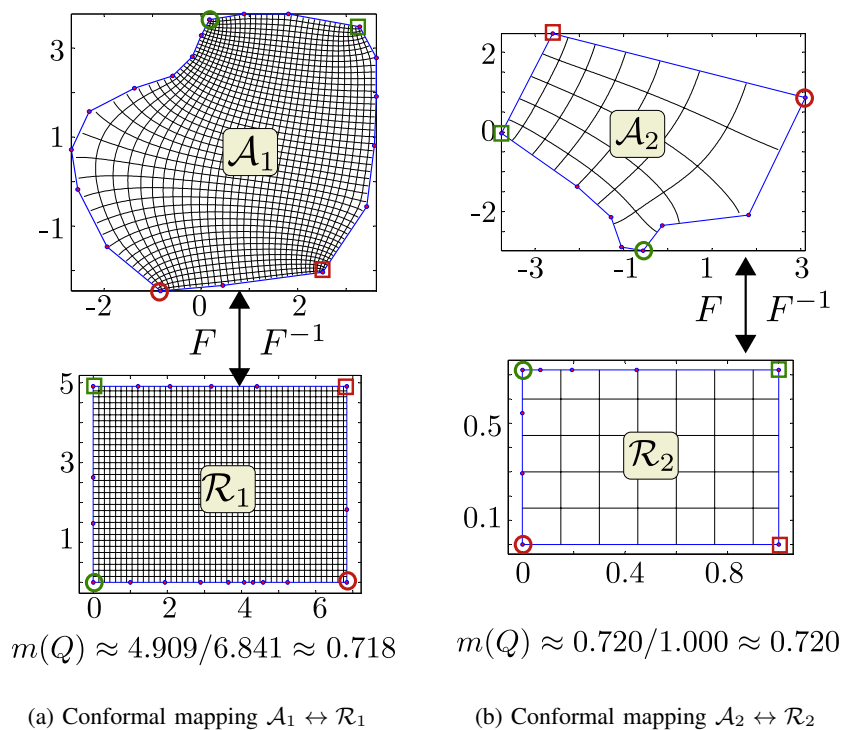 3
1
-1
-2
0
2
A₁
2
0
-2
-3
-1
1
3
A₂
F F⁻¹
F F⁻¹
5
3
1
0
2
4
6
R₁
0.5
0.1
0
0.4
0.8
R₂
m(Q) ≈ 4.909/6.841 ≈ 0.718
m(Q) ≈ 0.720/1.000 ≈ 0.720
(a) Conformal mapping A₁ ↔ R₁
(b) Conformal mapping A₂ ↔ R₂